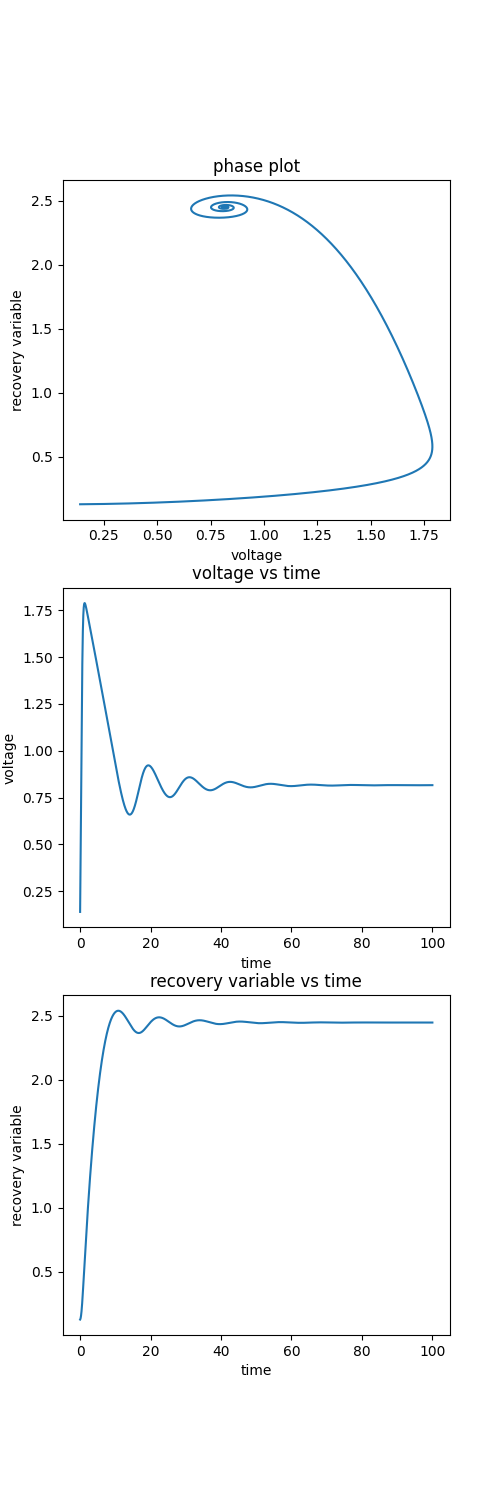 phase plot
2.5
2.0
1.5
1.0
0.5
recovery variable
0.25 0.50 0.75 1.00 1.25 1.50 1.75
voltage
voltage vs time
1.75
1.50
1.25
1.00
0.75
0.50
0.25
voltage
0 20 40 60 80 100
time
recovery variable vs time
2.5
2.0
1.5
1.0
0.5
recovery variable
0 20 40 60 80 100
time